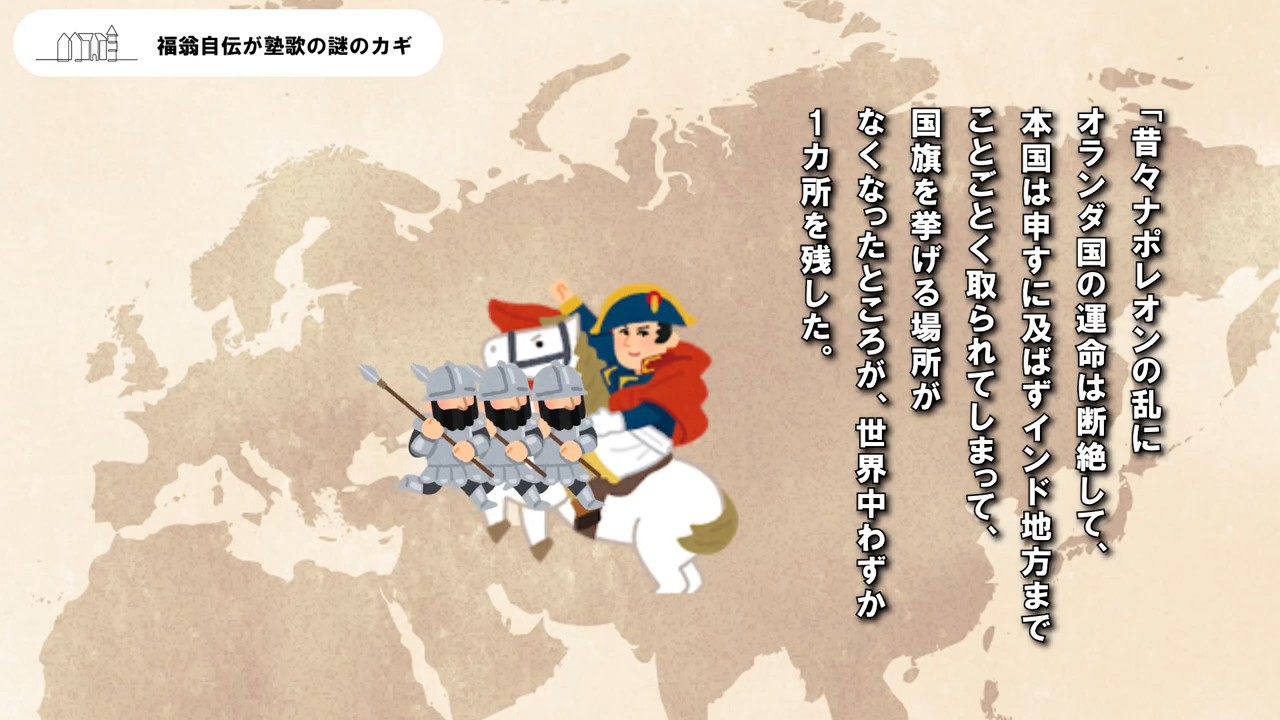 福翁自伝が塾歌の謎のカギ
「昔々ナポレオンの乱に
オランダ国の運命は断絶して、
本国は申すに及ばずインド地方まで
ことごとく取られてしまって、
国旗を挙げる場所が
なくなったところが、世界中わずか
1カ所を残した。